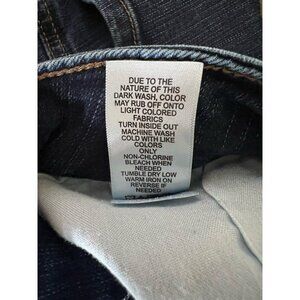 DUE TO THE
NATURE OF THIS
DARK WASH, COLOR
MAY RUB OFF ONTO
LIGHT COLORED
FABRICS
TURN INSIDE OUT
MACHINE WASH
COLD WITH LIKE
COLORS
ONLY
NON-CHLORINE
BLEACH WHEN
NEEDED
TUMBLE DRY LOW
WARM IRON ON
REVERSE IF
NEEDED